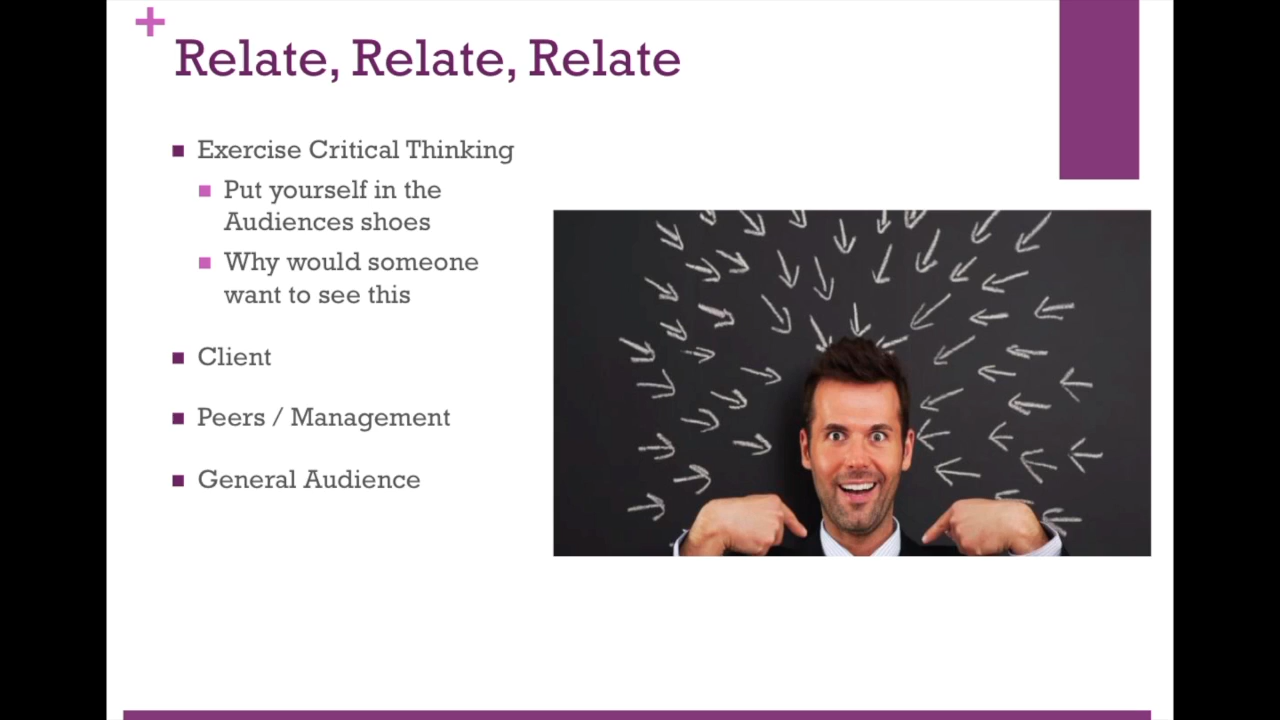 Relate, Relate, Relate
Exercise Critical Thinking
Put yourself in the
Audiences shoes
Why would someone
want to see this
Client
Peers / Management
General Audience